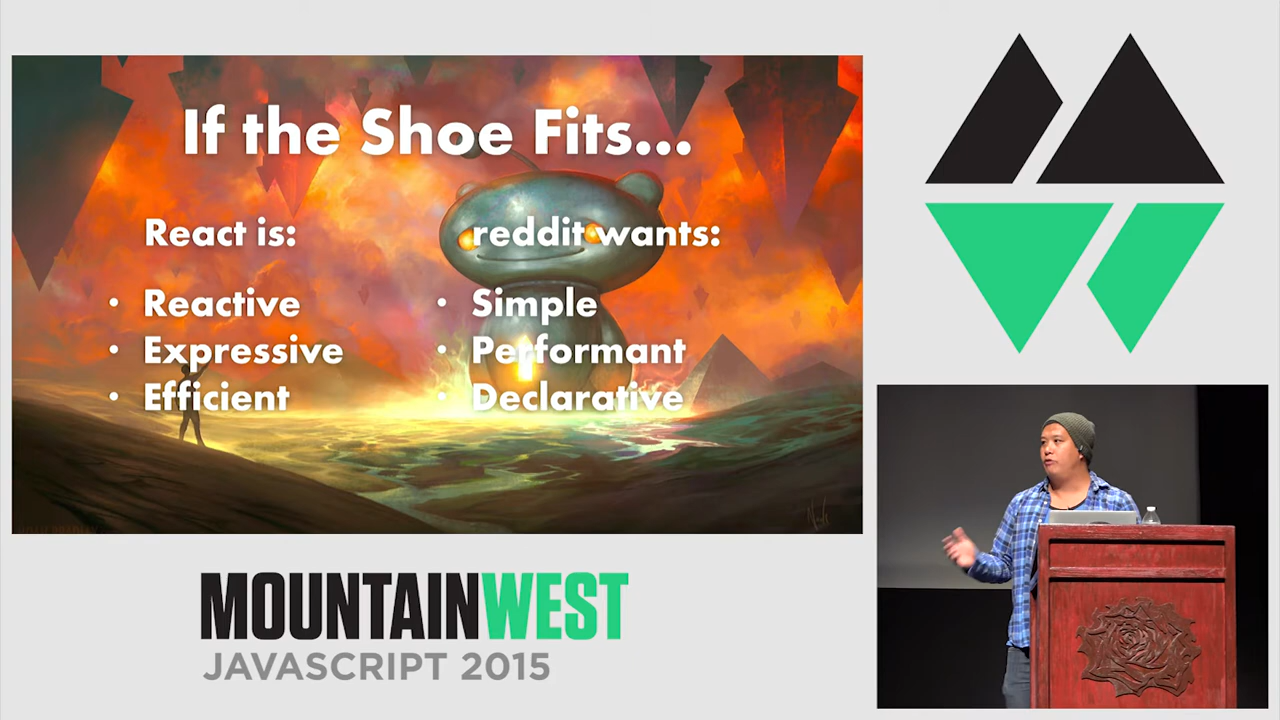 If the Shoe Fits...
React is:
• Reactive
• Expressive
• Efficient
reddit wants:
• Simple
• Performant
• Declarative
MOUNTAINWEST
JAVASCRIPT 2015